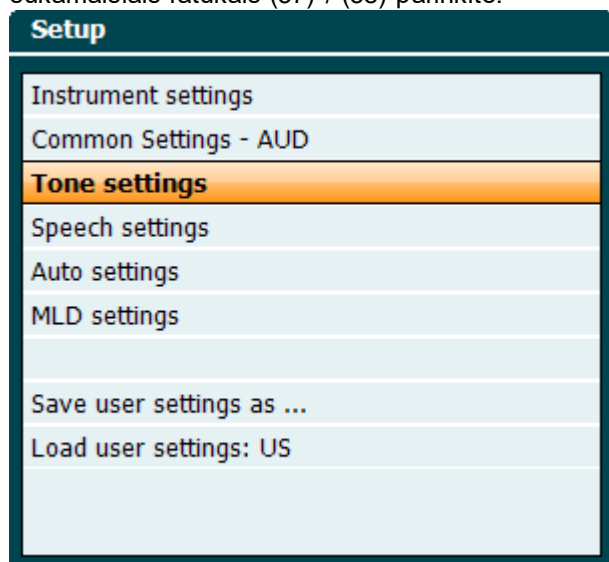 Setup
Instrument settings
Common Settings - AUD
Tone settings
Speech settings
Auto settings
MLD settings
Save user settings as ...
Load user settings: US